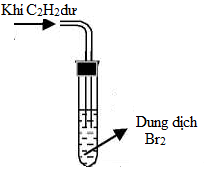 Khí C2H2dư
Dung dịch
Br2